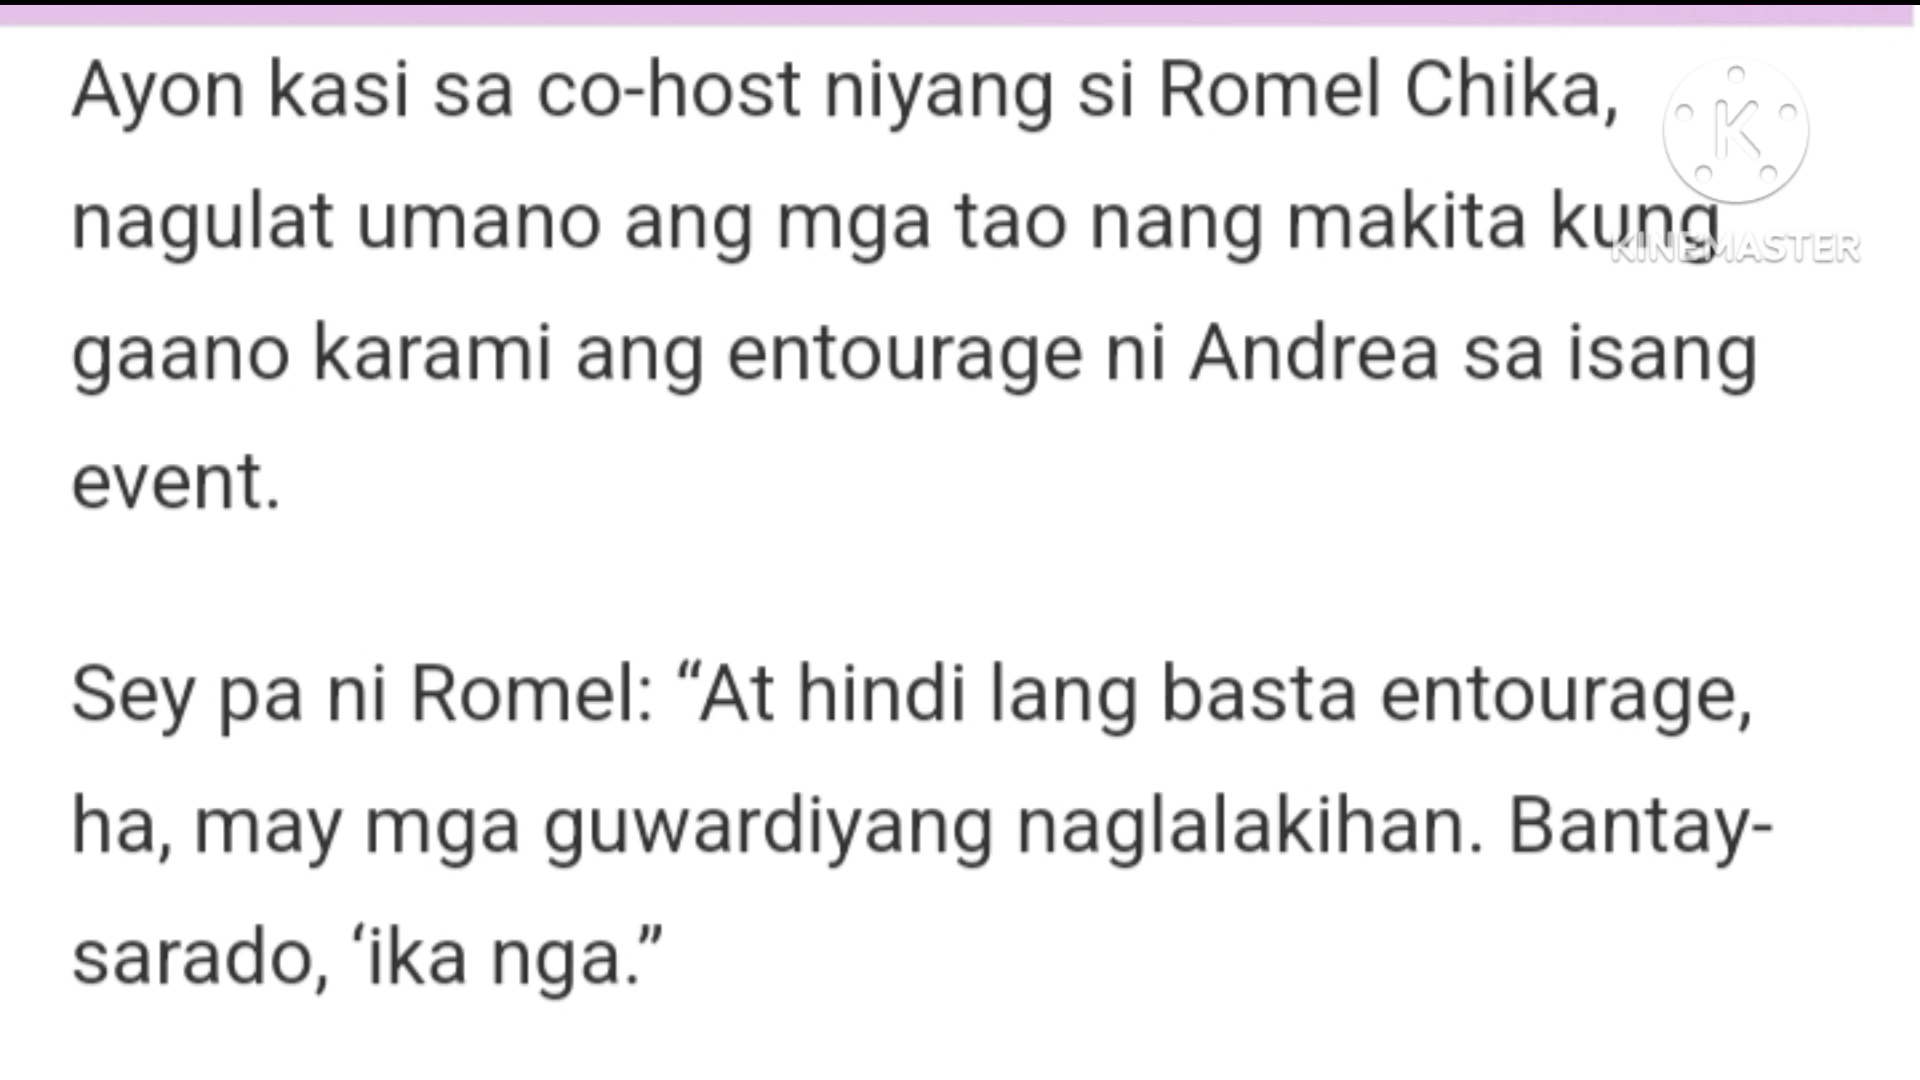 Ayon kasi sa co-host niyang si Romel Chika,
nagulat umano ang mga tao nang makita kung
gaano karami ang entourage ni Andrea sa isang
event.
Sey pa ni Romel: “At hindi lang basta entourage,
ha, may mga guwardiyang naglalakihan. Bantay-
sarado, ‘ika nga.”
K
KINEMASTER